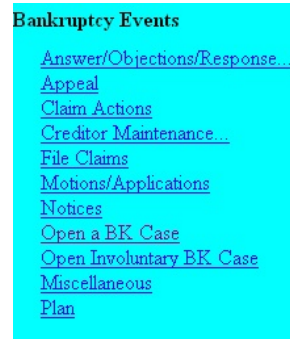 Bankruptcy Events
Answer/Objections/Response...
Appeal
Claim Actions
Creditor Maintenance...
File Claims
Motions/Applications
Notices
Open a BK Case
Open Involuntary BK Case
Miscellaneous
Plan